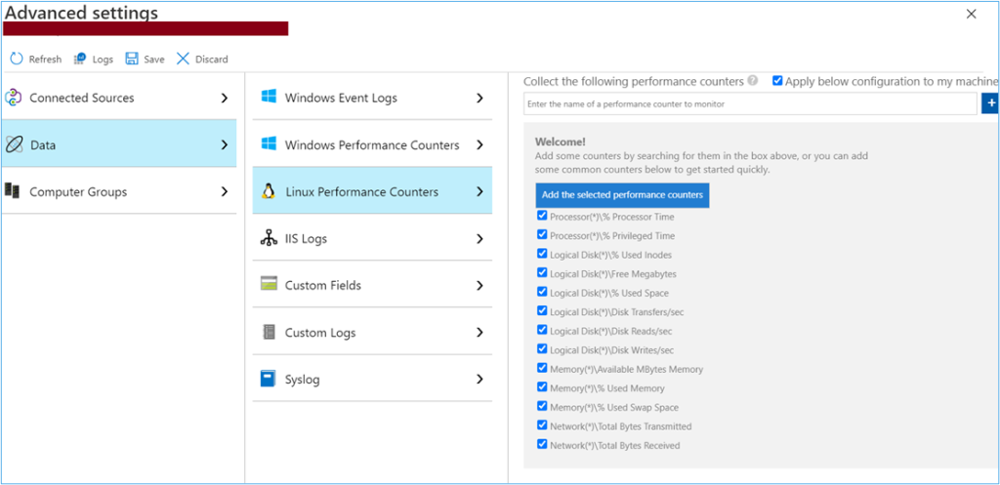 Advanced settings
Refresh Logs Save Discard
Connected Sources
Data
Computer Groups
Windows Event Logs
Windows Performance Counters
Linux Performance Counters
IIS Logs
Custom Fields
Custom Logs
Syslog
Collect the following performance counters ? Apply below configuration to my machine
Enter the name of a performance counter to monitor
Welcome!
Add some counters by searching for them in the box above, or you can add
some common counters below to get started quickly.
Add the selected performance counters
Processor(*)\% Processor Time
Processor(*)\% Privileged Time
Logical Disk(*)\% Used Inodes
Logical Disk(*)\Free Megabytes
Logical Disk(*)\% Used Space
Logical Disk(*)\Disk Transfers/sec
Logical Disk(*)\Disk Reads/sec
Logical Disk(*)\Disk Writes/sec
Memory(*)\Available MBytes Memory
Memory(*)\% Used Memory
Memory(*)\% Used Swap Space
Network(*)\Total Bytes Transmitted
Network(*)\Total Bytes Received